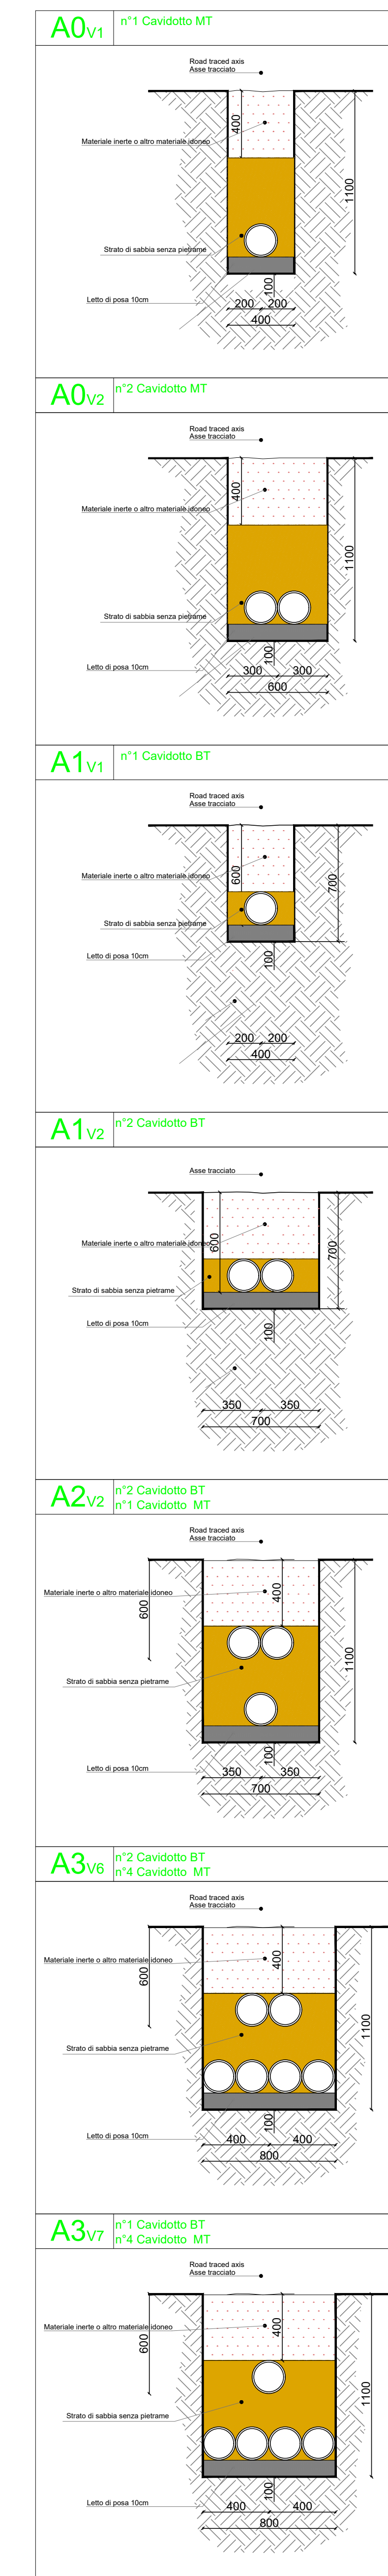 A0V1
n°1 Cavidotto MT
Road traced axis
Asse tracciato
400
Materiale inerte o altro materiale idoneo
1100
Strato di sabbia senza pietrame
100
Letto di posa 10cm
200 200
400
A0V2
n°2 Cavidotto MT
Road traced axis
Asse tracciato
400
Materiale inerte o altro materiale idoneo
1100
Strato di sabbia senza pietrame
100
Letto di posa 10cm
300 300
600
A1V1
n°1 Cavidotto BT
Road traced axis
Asse tracciato
Materiale inerte o altro materiale idoneo
600
700
Strato di sabbia senza pietrame
Letto di posa 10cm
100
200 200
400
A1V2
n°2 Cavidotto BT
Asse tracciato
Materiale inerte o altro materiale idoneo
600
700
Strato di sabbia senza pietrame
Letto di posa 10cm
100
350 350
700
A2V2
n°2 Cavidotto BT
n°1 Cavidotto MT
Road traced axis
Asse tracciato
Materiale inerte o altro materiale idoneo
400
600
1100
Strato di sabbia senza pietrame
100
Letto di posa 10cm
350 350
700
A3V6
n°2 Cavidotto BT
n°4 Cavidotto MT
Road traced axis
Asse tracciato
Materiale inerte o altro materiale idoneo
400
600
1100
Strato di sabbia senza pietrame
100
Letto di posa 10cm
400 400
800
A3V7
n°1 Cavidotto BT
n°4 Cavidotto MT
Road traced axis
Asse tracciato
Materiale inerte o altro materiale idoneo
400
600
1100
Strato di sabbia senza pietrame
100
Letto di posa 10cm
400 400
800